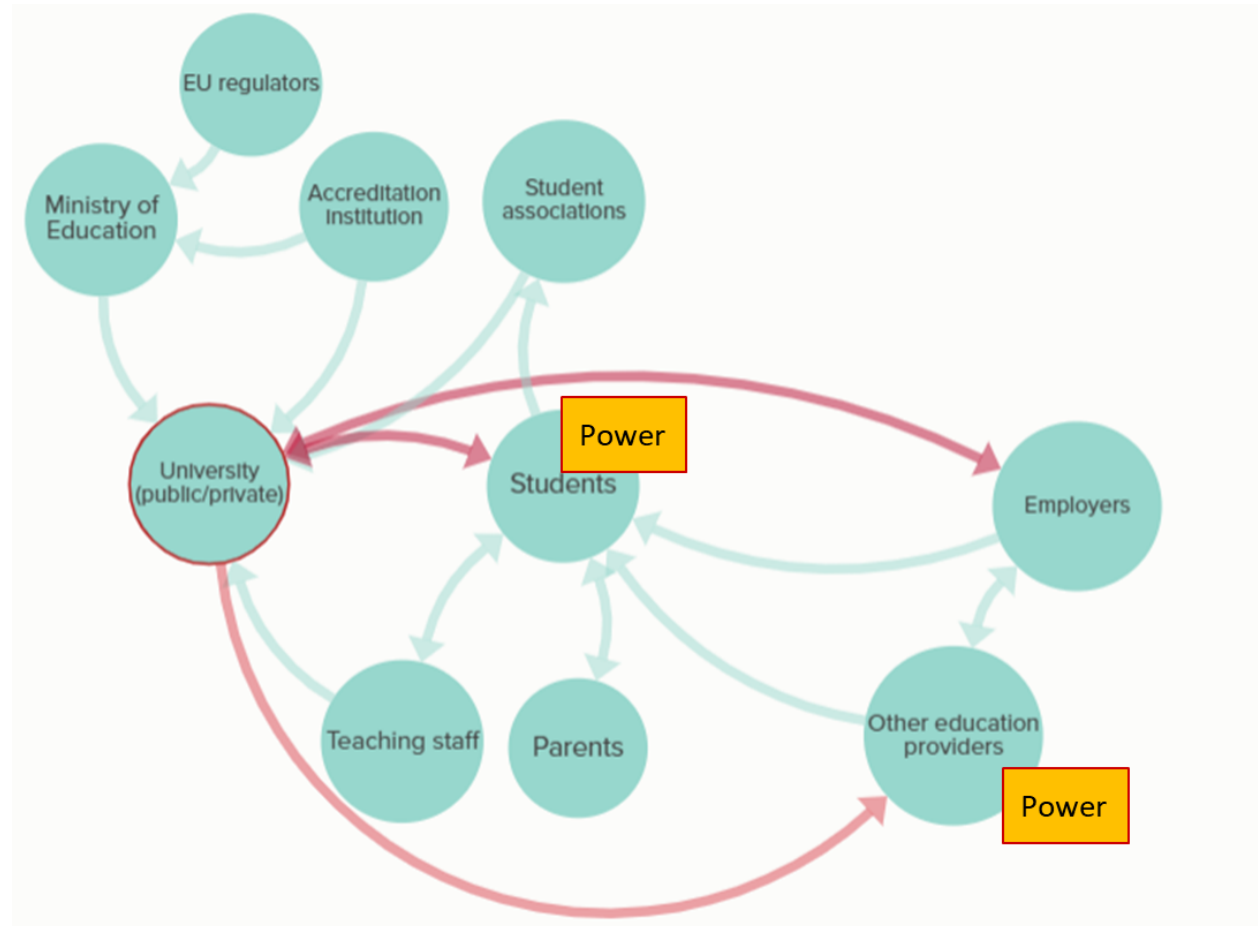 EU regulators
Ministry of
Education
Accreditation
institution
Student
associations
Power
University
(public/private)
Students
Employers
Teaching staff
Parents
Other education
providers
Power